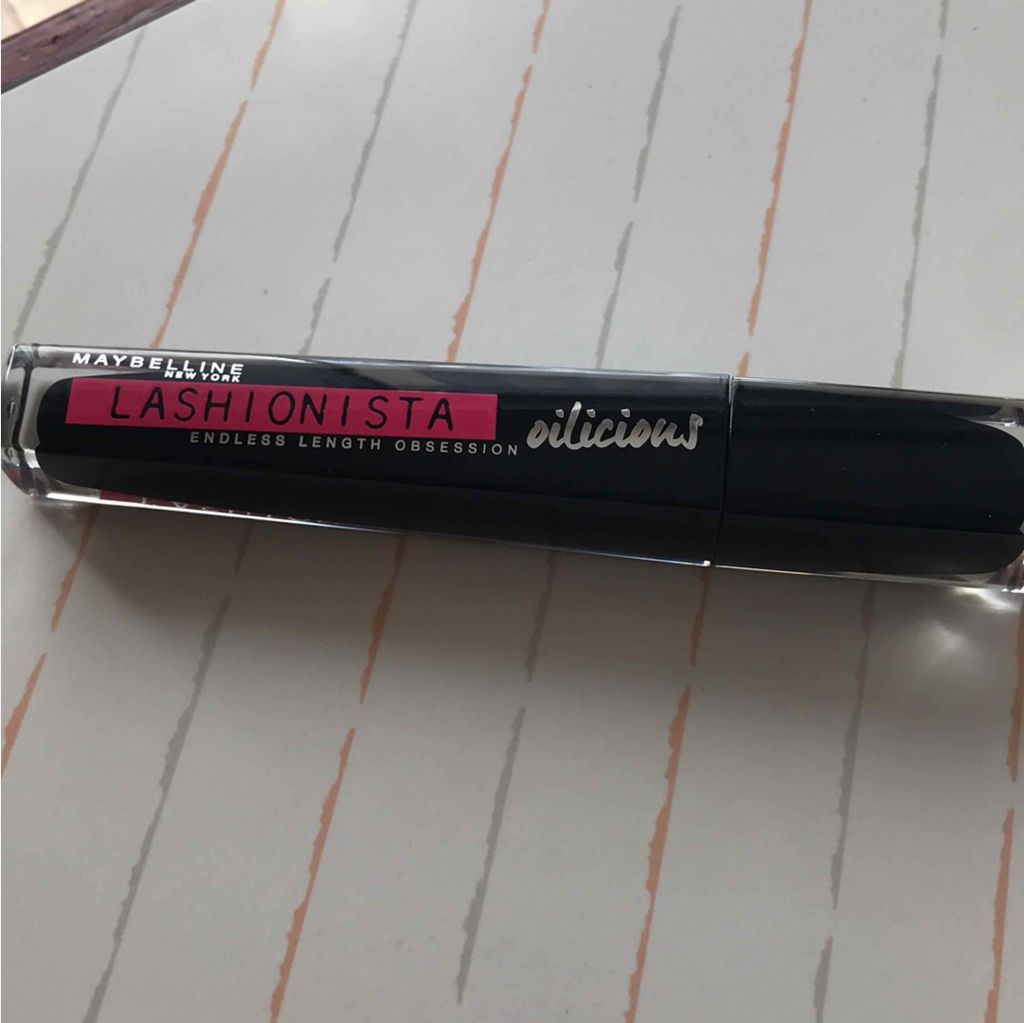 MAYBELLINE
NEW YORK
LASHIONISTA
ENDLESS LENGTH OBSESSION
oilicious